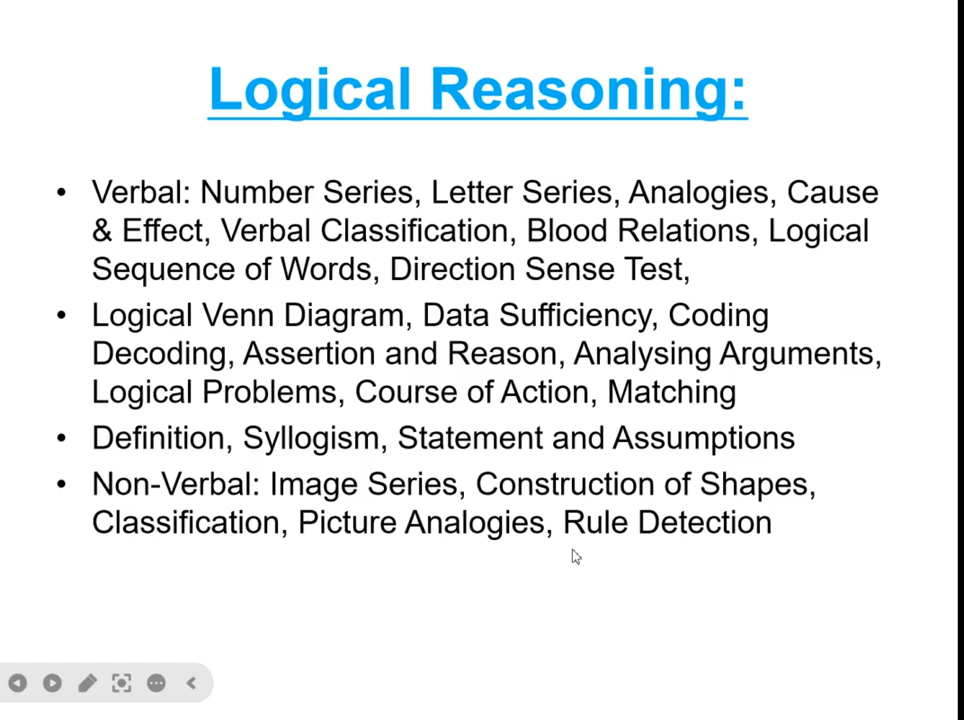 Logical Reasoning:
• Verbal: Number Series, Letter Series, Analogies, Cause
& Effect, Verbal Classification, Blood Relations, Logical
Sequence of Words, Direction Sense Test,
• Logical Venn Diagram, Data Sufficiency, Coding
Decoding, Assertion and Reason, Analysing Arguments,
Logical Problems, Course of Action, Matching
• Definition, Syllogism, Statement and Assumptions
• Non-Verbal: Image Series, Construction of Shapes,
Classification, Picture Analogies, Rule Detection